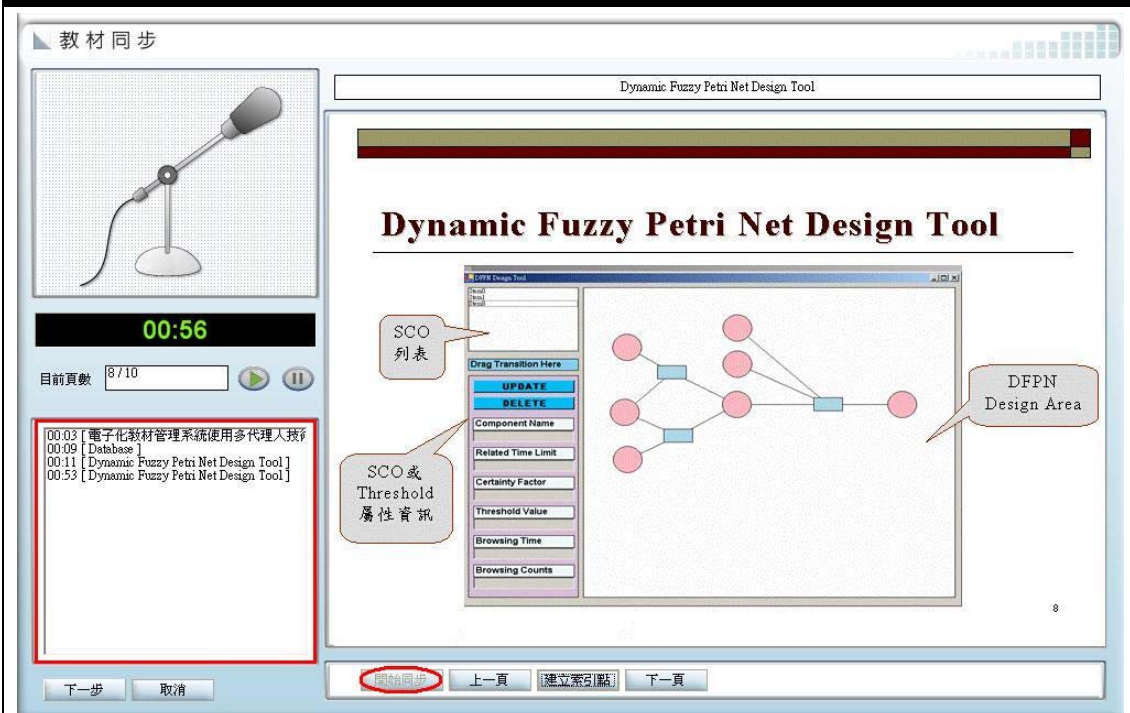 教材同步
00:56
目前頁數 8/10
00:03 [ 電子化教材管理系統使用多代理人技
00:09 [ Database ]
00:11 [ Dynamic Fuzzy Petri Net Design Tool ]
00:53 [ Dynamic Fuzzy Petri Net Design Tool ]
下一步 取消
Dynamic Fuzzy Petri Net Design Tool
Dynamic Fuzzy Petri Net Design Tool
SCO
列表
DFPN Design Tool
Drag Transition Here
UPDATE
DELETE
Component Name
Related Time Limit
Certainty Factor
Threshold Value
Browsing Time
Browsing Counts
SCO或
Threshold
屬性資訊
DFPN
Design Area
8
開始同步 上一頁 建立索引點 下一頁